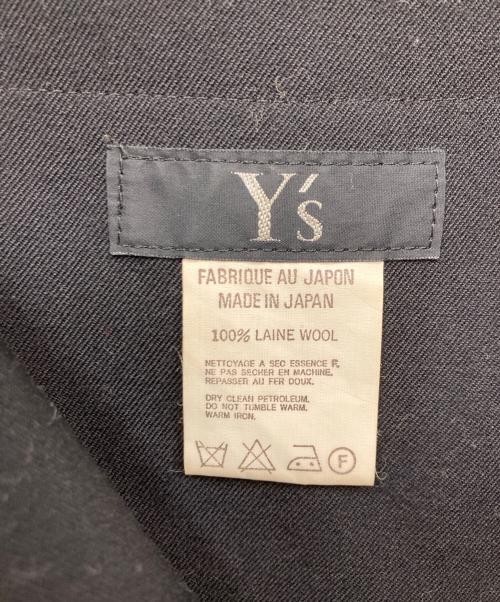 Y's
FABRIQUE AU JAPON
MADE IN JAPAN
100% LAINE WOOL
NETTOYAGE A SEC ESSENCE F.
NE PAS SECHER EN MACHINE.
REPASSER AU FER DOUX.
DRY CLEAN PETROLEUM.
DO NOT TUMBLE WARM.
WARM IRON.
F